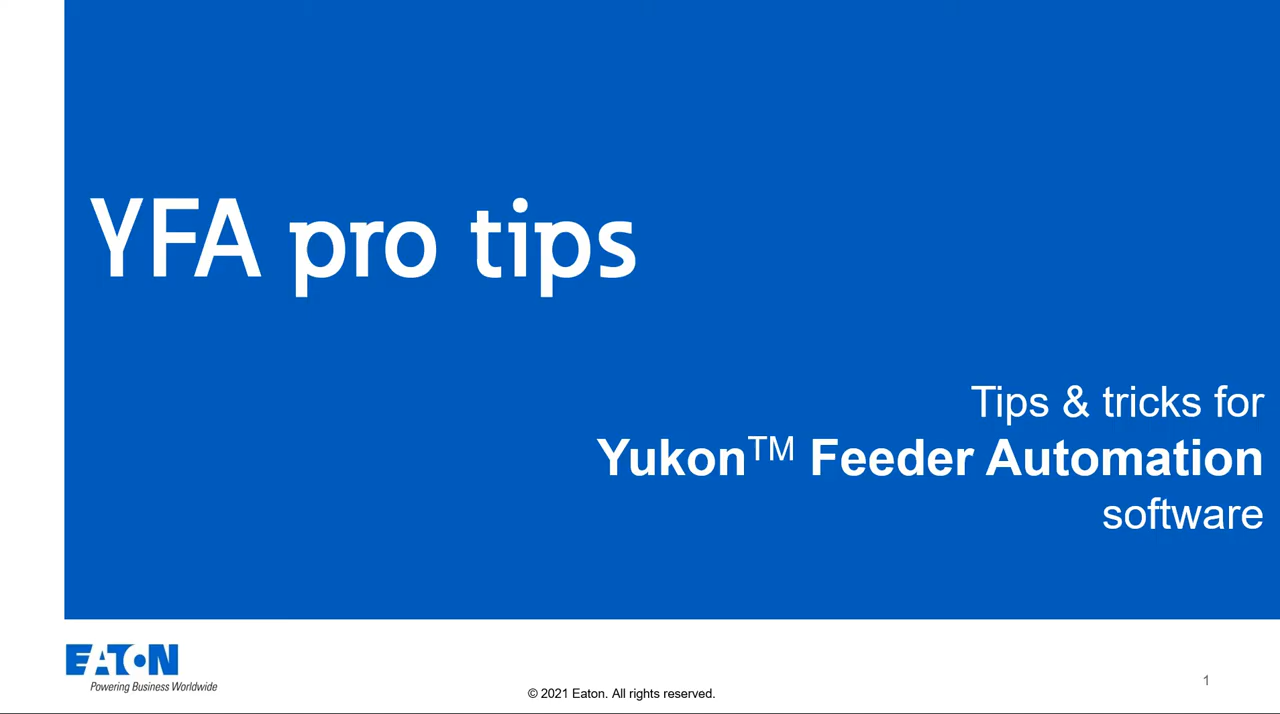 YFA pro tips
Tips & tricks for
Yukon™ Feeder Automation
software
EATON
Powering Business Worldwide
© 2021 Eaton. All rights reserved.
1